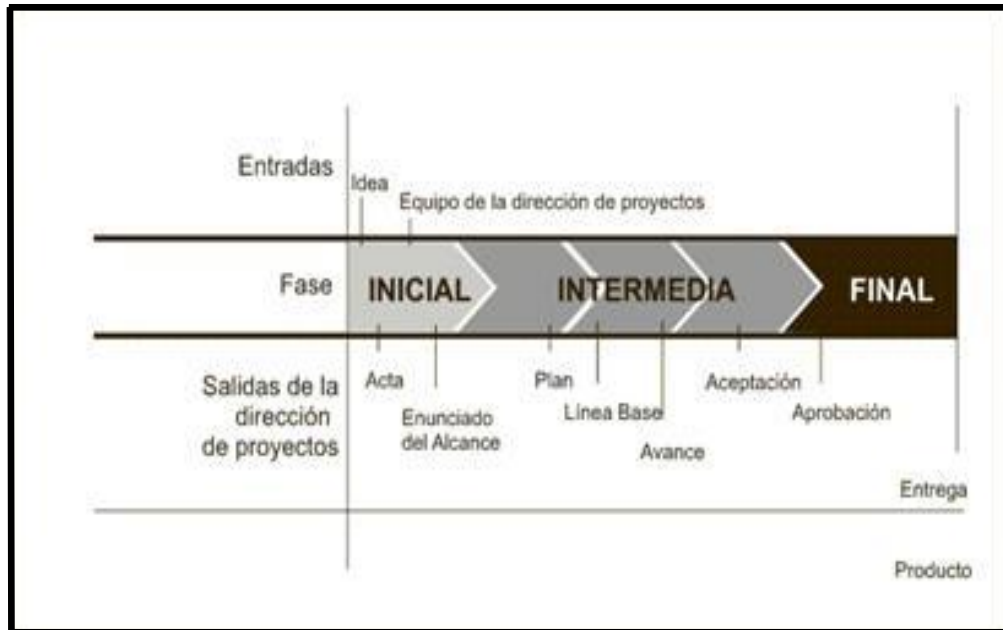 Entradas
Idea
Equipo de la dirección de proyectos
Fase
INICIAL
INTERMEDIA
FINAL
Salidas de la
dirección
de proyectos
Acta
Enunciado
del Alcance
Plan
Línea Base
Avance
Aceptación
Aprobación
Entrega
Producto